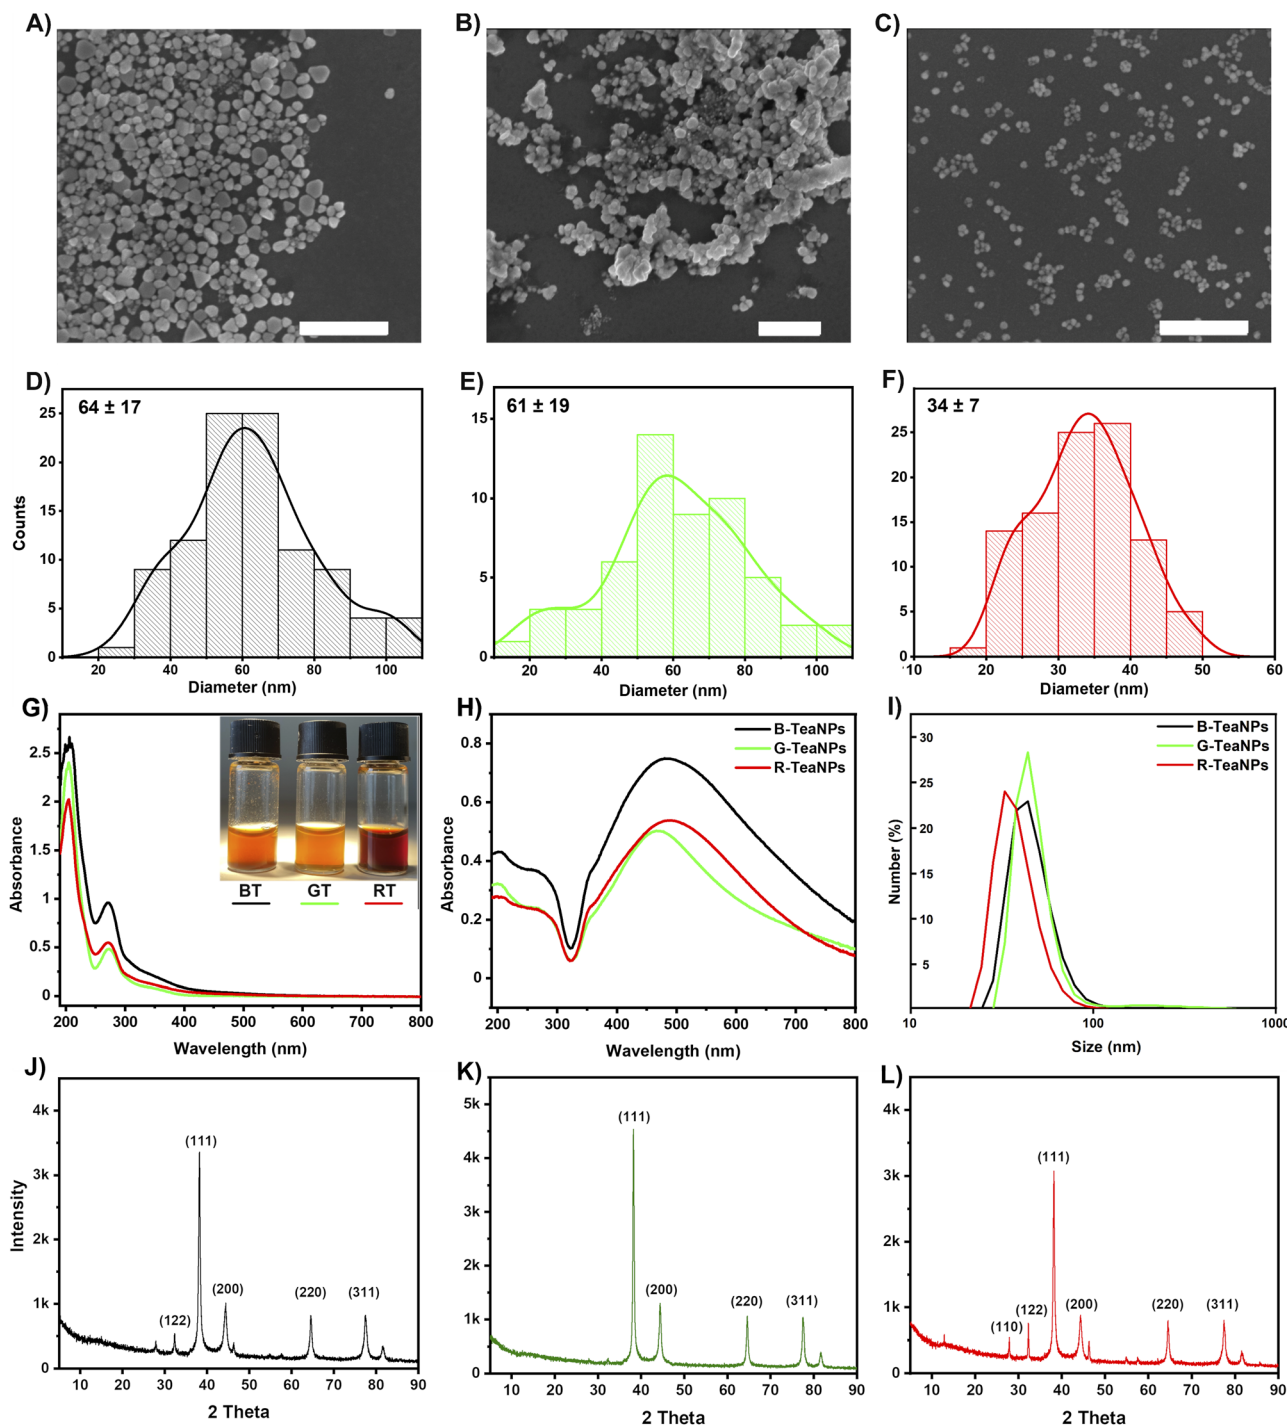 A)
B)
C)
D)
64 ± 17
25
20
15
10
5
0
Counts
20 40 60 80 100
Diameter (nm)
E)
61 ± 19
15
10
5
0
20 40 60 80 100
Diameter (nm)
F)
34 ± 7
25
20
15
10
5
0
10 20 30 40 50 60
Diameter (nm)
G)
2.5
2
1.5
1
0.5
0
Absorbance
BT GT RT
200 300 400 500 600 700 800
Wavelength (nm)
H)
B-TeaNPs
G-TeaNPs
R-TeaNPs
0.8
0.6
0.4
0.2
0
Absorbance
200 300 400 500 600 700 800
Wavelength (nm)
I)
B-TeaNPs
G-TeaNPs
R-TeaNPs
30
25
20
15
10
5
Number (%)
10 100 1000
Size (nm)
J)
4k
3k
2k
1k
0
Intensity
(122)
(111)
(200)
(220)
(311)
10 20 30 40 50 60 70 80 90
2 Theta
K)
5k
4k
3k
2k
1k
0
(111)
(200)
(220)
(311)
10 20 30 40 50 60 70 80 90
2 Theta
L)
4k
3k
2k
1k
0
(110)
(122)
(111)
(200)
(220)
(311)
10 20 30 40 50 60 70 80 90
2 Theta